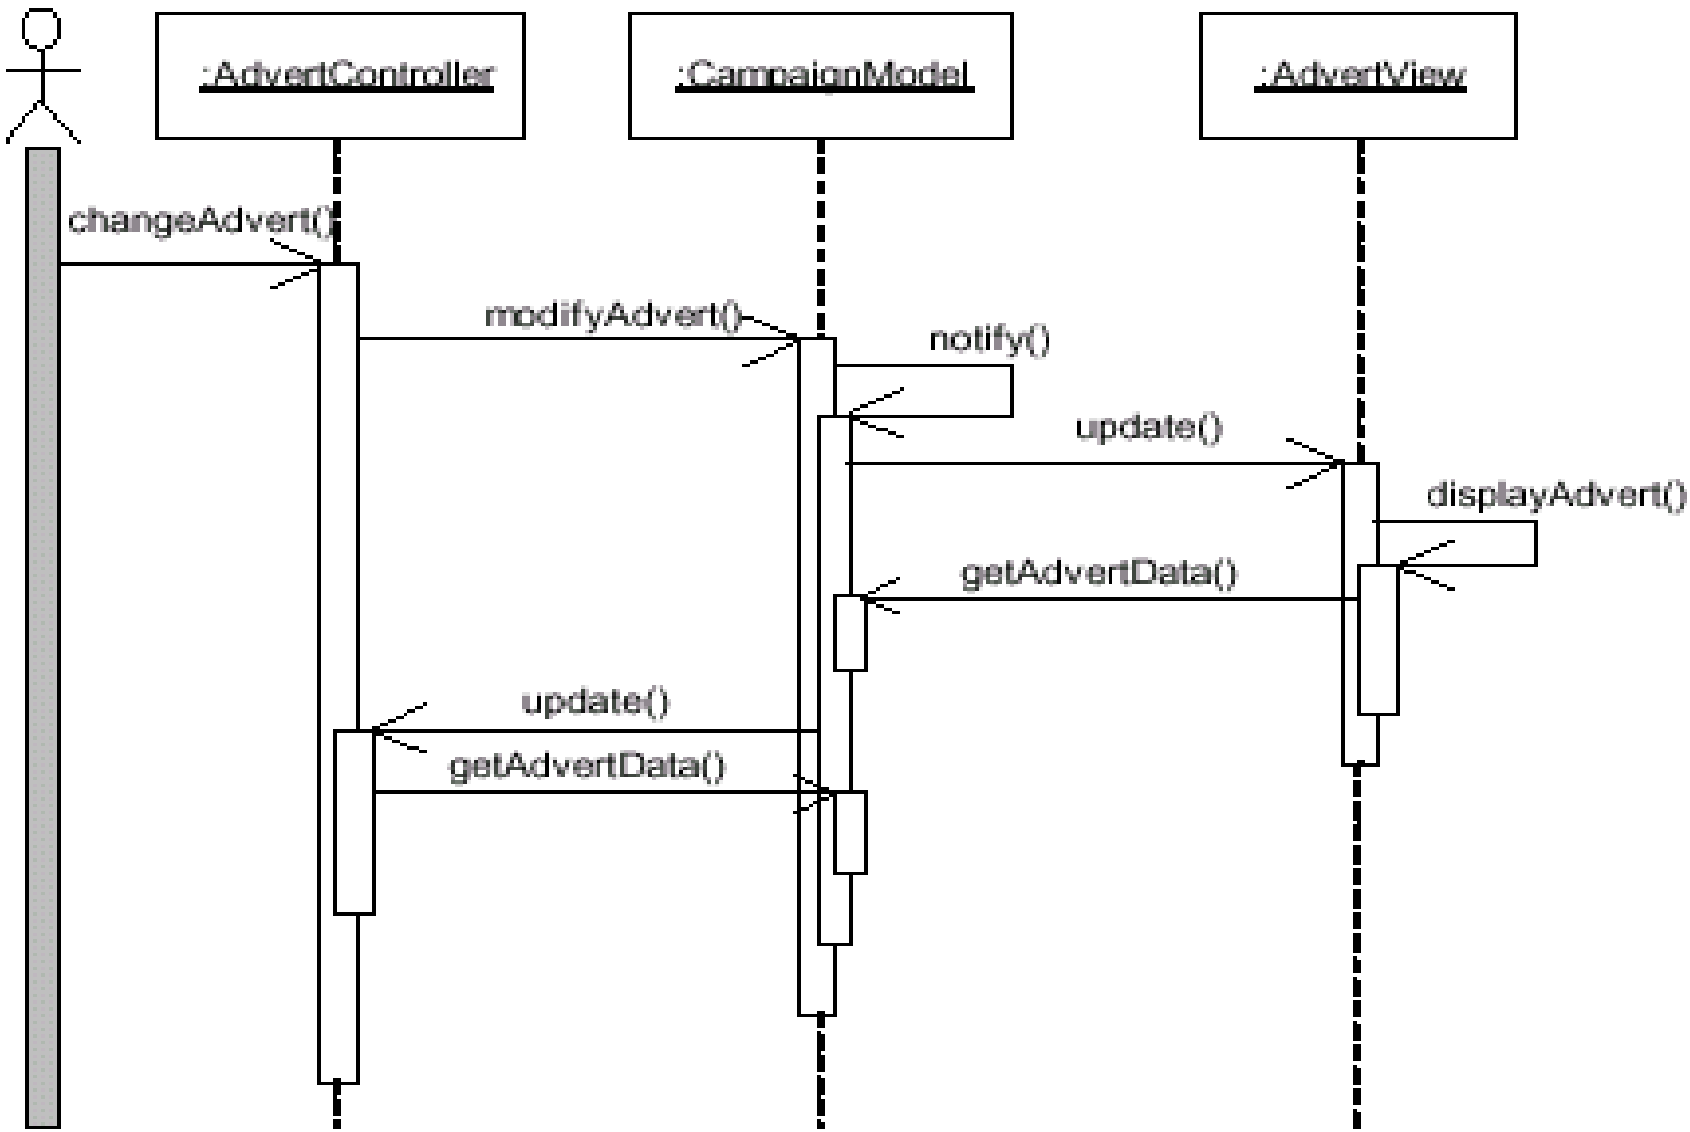 :AdvertController
:CampaignModel
:AdvertView
changeAdvert()
modifyAdvert()
notify()
update()
displayAdvert()
getAdvertData()
update()
getAdvertData()